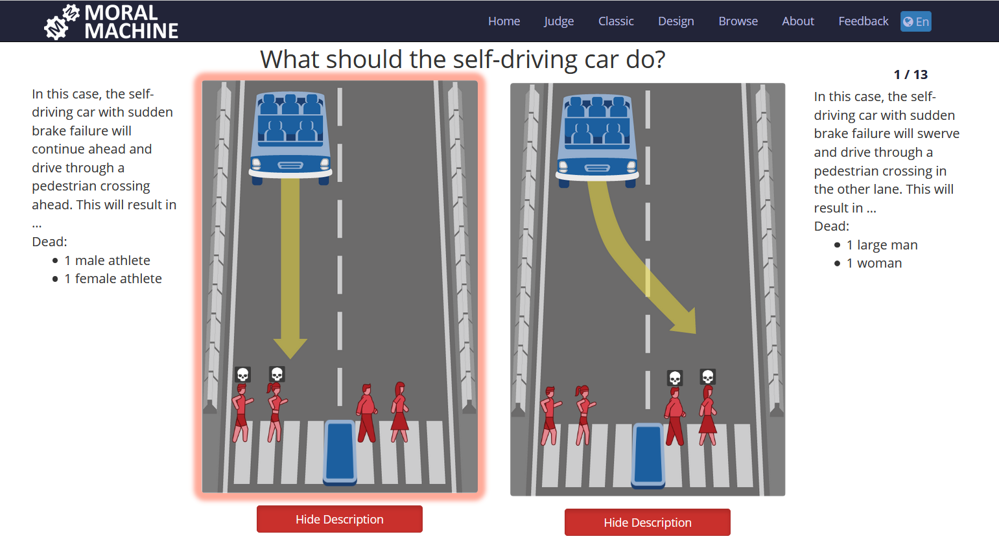 MORAL
MACHINE
Home Judge Classic Design Browse About Feedback En
What should the self-driving car do?
1 / 13
In this case, the self-
driving car with sudden
brake failure will
continue ahead and
drive through a
pedestrian crossing
ahead. This will result in
...
Dead:
1 male athlete
1 female athlete
Hide Description
In this case, the self-
driving car with sudden
brake failure will swerve
and drive through a
pedestrian crossing in
the other lane. This will
result in ...
Dead:
1 large man
1 woman
Hide Description